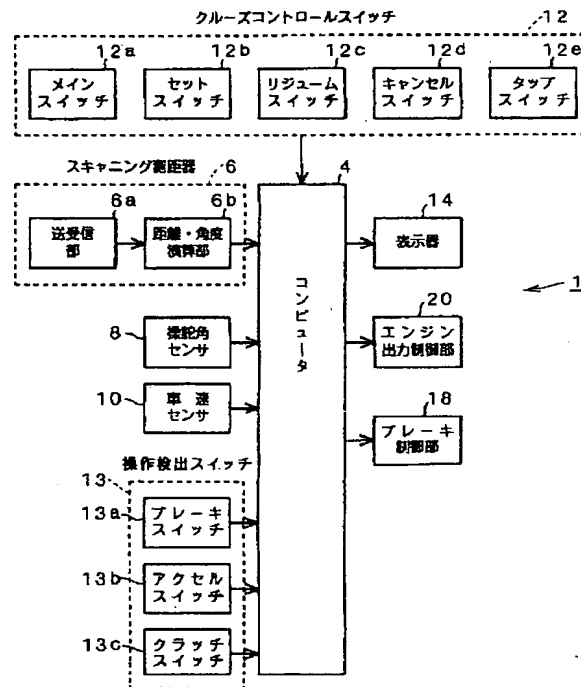 クルーズコントロールスイッチ
12
12a
12b
12c
12d
12e
メイン
スイッチ
セット
スイッチ
リジューム
スイッチ
キャンセル
スイッチ
タップ
スイッチ
スキャニング測距器
6
6a
6b
送受信
部
距離・角度
演算部
4
コンピュータ
14
表示器
1
20
エンジン
出力制御部
18
ブレーキ
制御部
8
操舵角
センサ
10
車速
センサ
操作検出スイッチ
13
13a
ブレーキ
スイッチ
13b
アクセル
スイッチ
13c
クラッチ
スイッチ